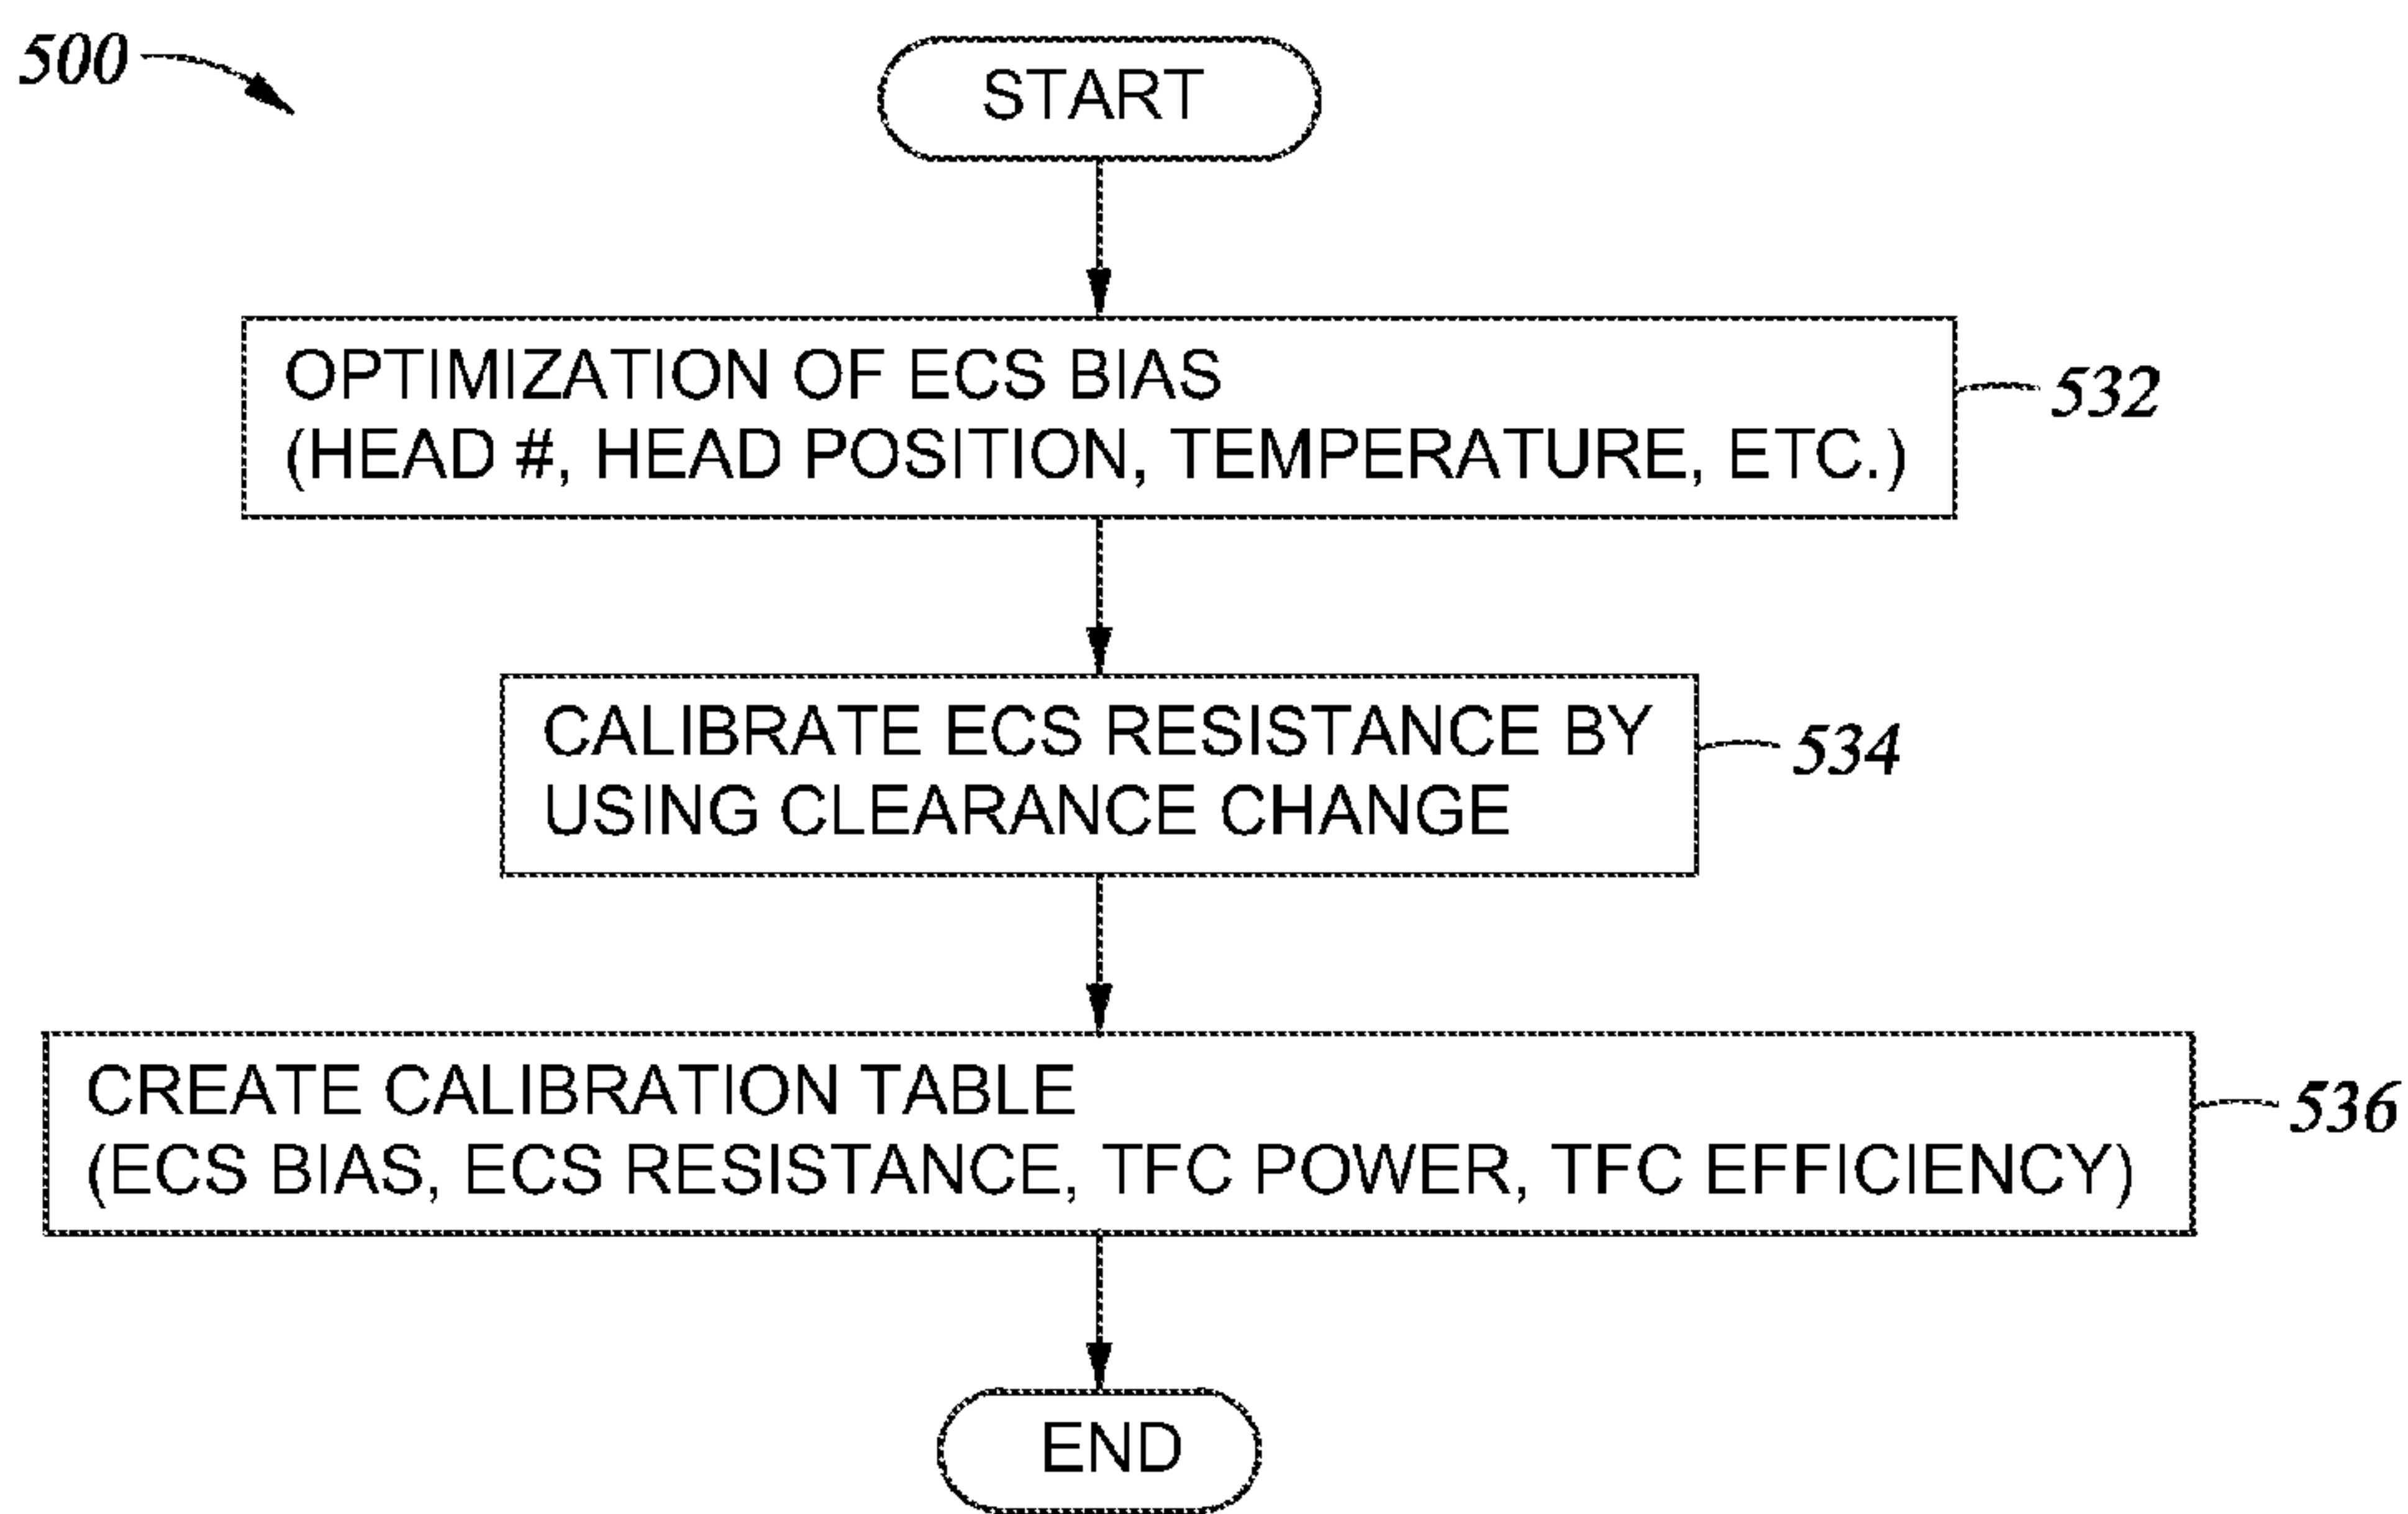 500
START
OPTIMIZATION OF ECS BIAS
(HEAD #, HEAD POSITION, TEMPERATURE, ETC.)
532
CALIBRATE ECS RESISTANCE BY
USING CLEARANCE CHANGE
534
CREATE CALIBRATION TABLE
(ECS BIAS, ECS RESISTANCE, TFC POWER, TFC EFFICIENCY)
536
END